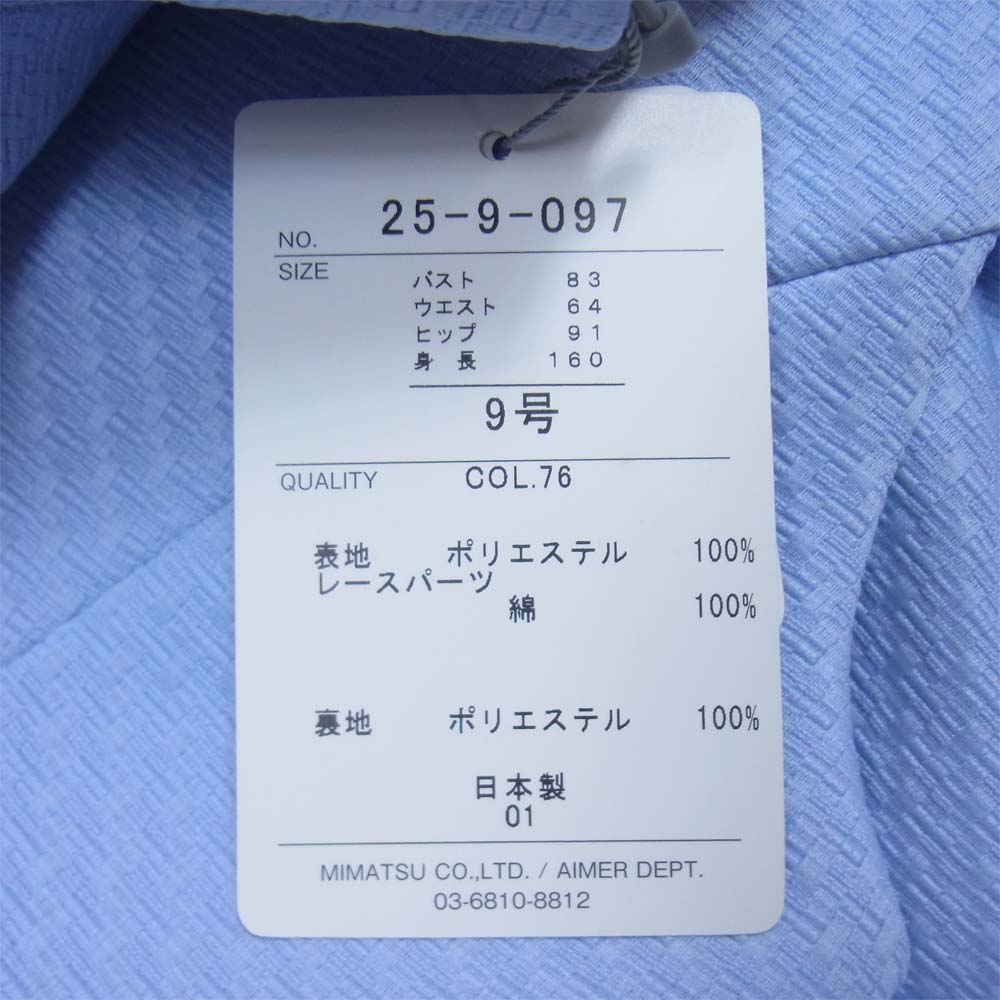 NO. 25-9-097
SIZE
バスト 83
ウエスト 64
ヒップ 91
身長 160
9号
QUALITY COL.76
表地 ポリエステル 100%
レースパーツ
綿 100%
裏地 ポリエステル 100%
日本製
01
MIMATSU CO.,LTD. / AIMER DEPT.
03-6810-8812